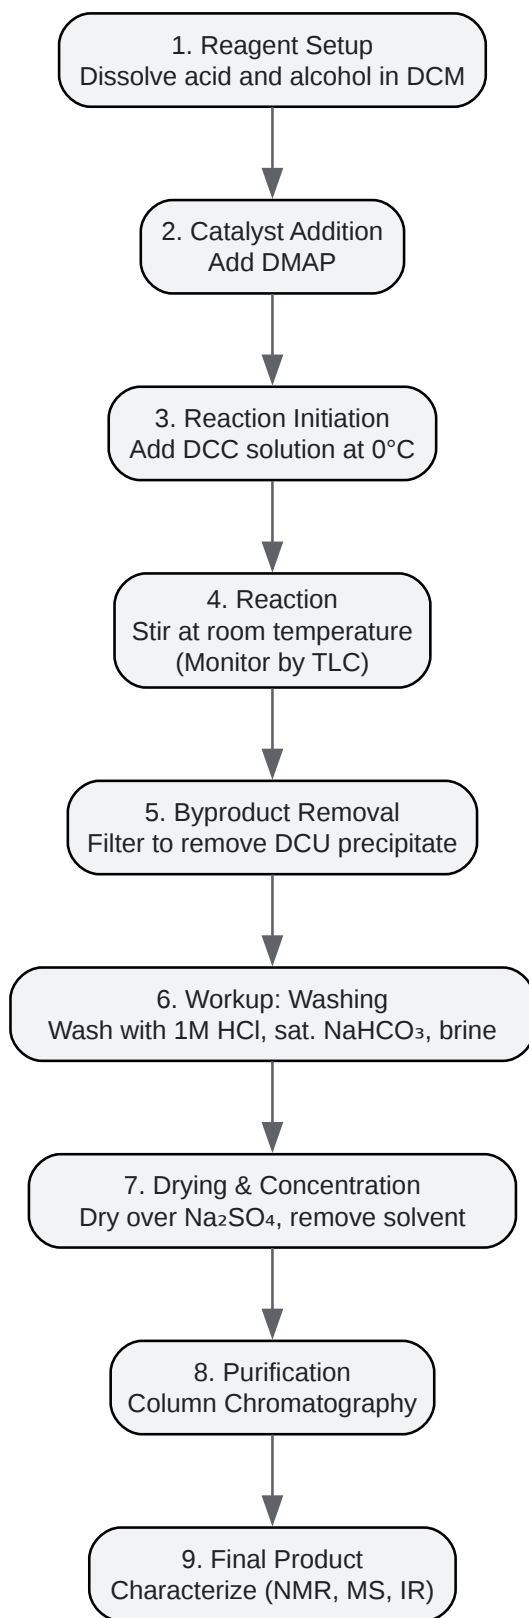 1. Reagent Setup
Dissolve acid and alcohol in DCM
2. Catalyst Addition
Add DMAP
3. Reaction Initiation
Add DCC solution at 0°C
4. Reaction
Stir at room temperature
(Monitor by TLC)
5. Byproduct Removal
Filter to remove DCU precipitate
6. Workup: Washing
Wash with 1M HCl, sat. NaHCO₃, brine
7. Drying & Concentration
Dry over Na₂SO₄, remove solvent
8. Purification
Column Chromatography
9. Final Product
Characterize (NMR, MS, IR)